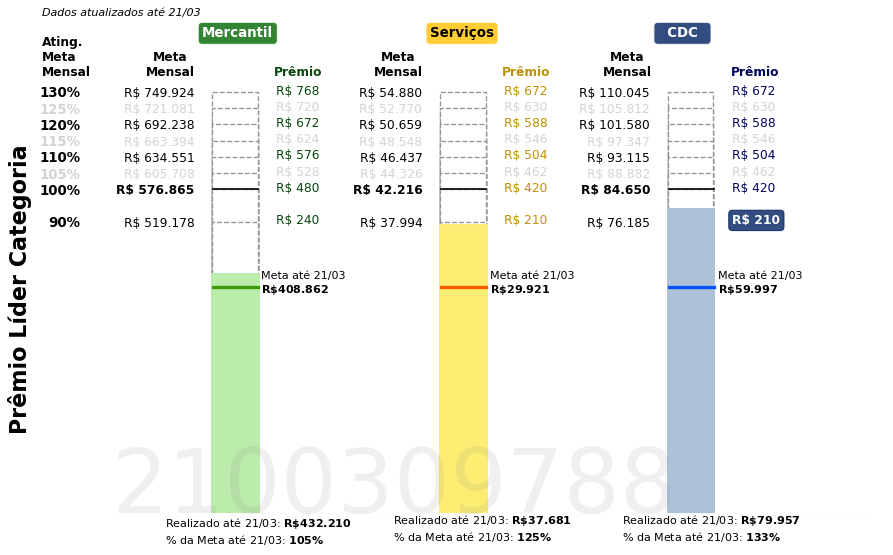 Dados atualizados até 21/03
Mercantil Serviços CDC
Ating. Meta Mensal Meta Mensal Prêmio Meta Mensal Prêmio Meta Mensal Prêmio
130% R$ 749.924 R$ 768 R$ 54.880 R$ 672 R$ 110.045 R$ 672
125% R$ 721.081 R$ 720 R$ 52.770 R$ 630 R$ 105.812 R$ 630
120% R$ 692.238 R$ 672 R$ 50.659 R$ 588 R$ 101.580 R$ 588
115% R$ 663.394 R$ 624 R$ 48.548 R$ 546 R$ 97.347 R$ 546
110% R$ 634.551 R$ 576 R$ 46.437 R$ 504 R$ 93.115 R$ 504
105% R$ 605.708 R$ 528 R$ 44.326 R$ 462 R$ 88.882 R$ 462
100% R$ 576.865 R$ 480 R$ 42.216 R$ 420 R$ 84.650 R$ 420
90% R$ 519.178 R$ 240 R$ 37.994 R$ 210 R$ 76.185 R$ 210
Meta até 21/03 Meta até 21/03 Meta até 21/03
R$408.862 R$29.921 R$59.997
Prêmio Líder Categoria
2100309788
Realizado até 21/03: R$432.210 Realizado até 21/03: R$37.681 Realizado até 21/03: R$79.957
% da Meta até 21/03: 105% % da Meta até 21/03: 125% % da Meta até 21/03: 133%